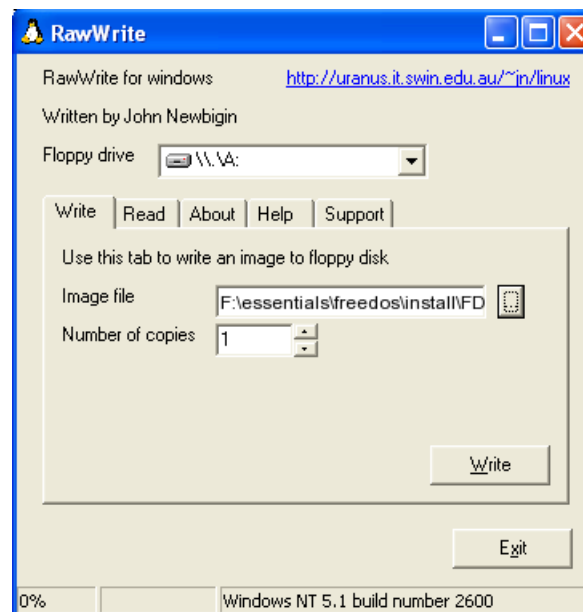 RawWrite
RawWrite for windows http://uranus.it.swin.edu.au/~jn/linux
Written by John Newbigin
Floppy drive \\.\A:
Write Read About Help Support
Use this tab to write an image to floppy disk
Image file F:\essentials\freedos\install\FD ...
Number of copies 1
Write
Exit
0% Windows NT 5.1 build number 2600